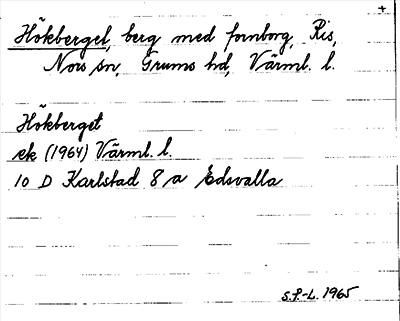 +
Hökberget, berg med fornborg, Ris,
Nors sn, Grums hd, Värml. l.
Hökberget
ek (1964) Värml. l.
10 D Karlstad 8 a Edsvalla
S.F.-L. 1965